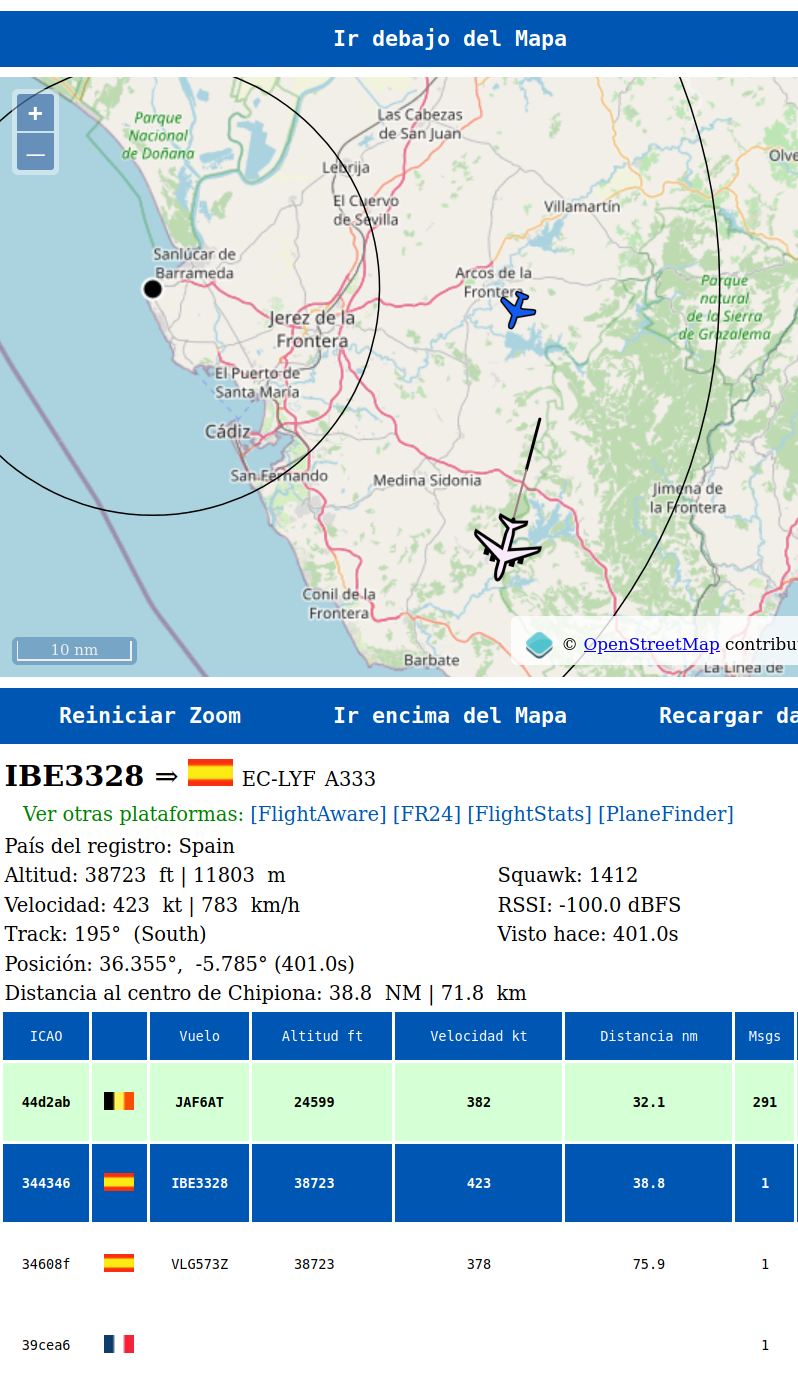 Ir debajo del Mapa
+
–
Parque
Nacional
de Doñana
Las Cabezas
de San Juan
Lebrija
Olve
El Cuervo
de Sevilla
Villamartín
Sanlúcar de
Barrameda
Arcos de la
Frontera
Parque
natural
de la Sierra
de Grazalema
Jerez de la
Frontera
El Puerto de
Santa María
Cádiz
San Fernando
Medina Sidonia
Jimena de
la Frontera
Conil de la
Frontera
Barbate
La Línea de
10 nm
© OpenStreetMap contribu
Reiniciar Zoom Ir encima del Mapa Recargar da
IBE3328 ⇒ EC-LYF A333
Ver otras plataformas: [FlightAware] [FR24] [FlightStats] [PlaneFinder]
País del registro: Spain
Altitud: 38723 ft | 11803 m Squawk: 1412
Velocidad: 423 kt | 783 km/h RSSI: -100.0 dBFS
Track: 195° (South) Visto hace: 401.0s
Posición: 36.355°, -5.785° (401.0s)
Distancia al centro de Chipiona: 38.8 NM | 71.8 km
ICAO Vuelo Altitud ft Velocidad kt Distancia nm Msgs
44d2ab JAF6AT 24599 382 32.1 291
344346 IBE3328 38723 423 38.8 1
34608f VLG573Z 38723 378 75.9 1
39cea6 1